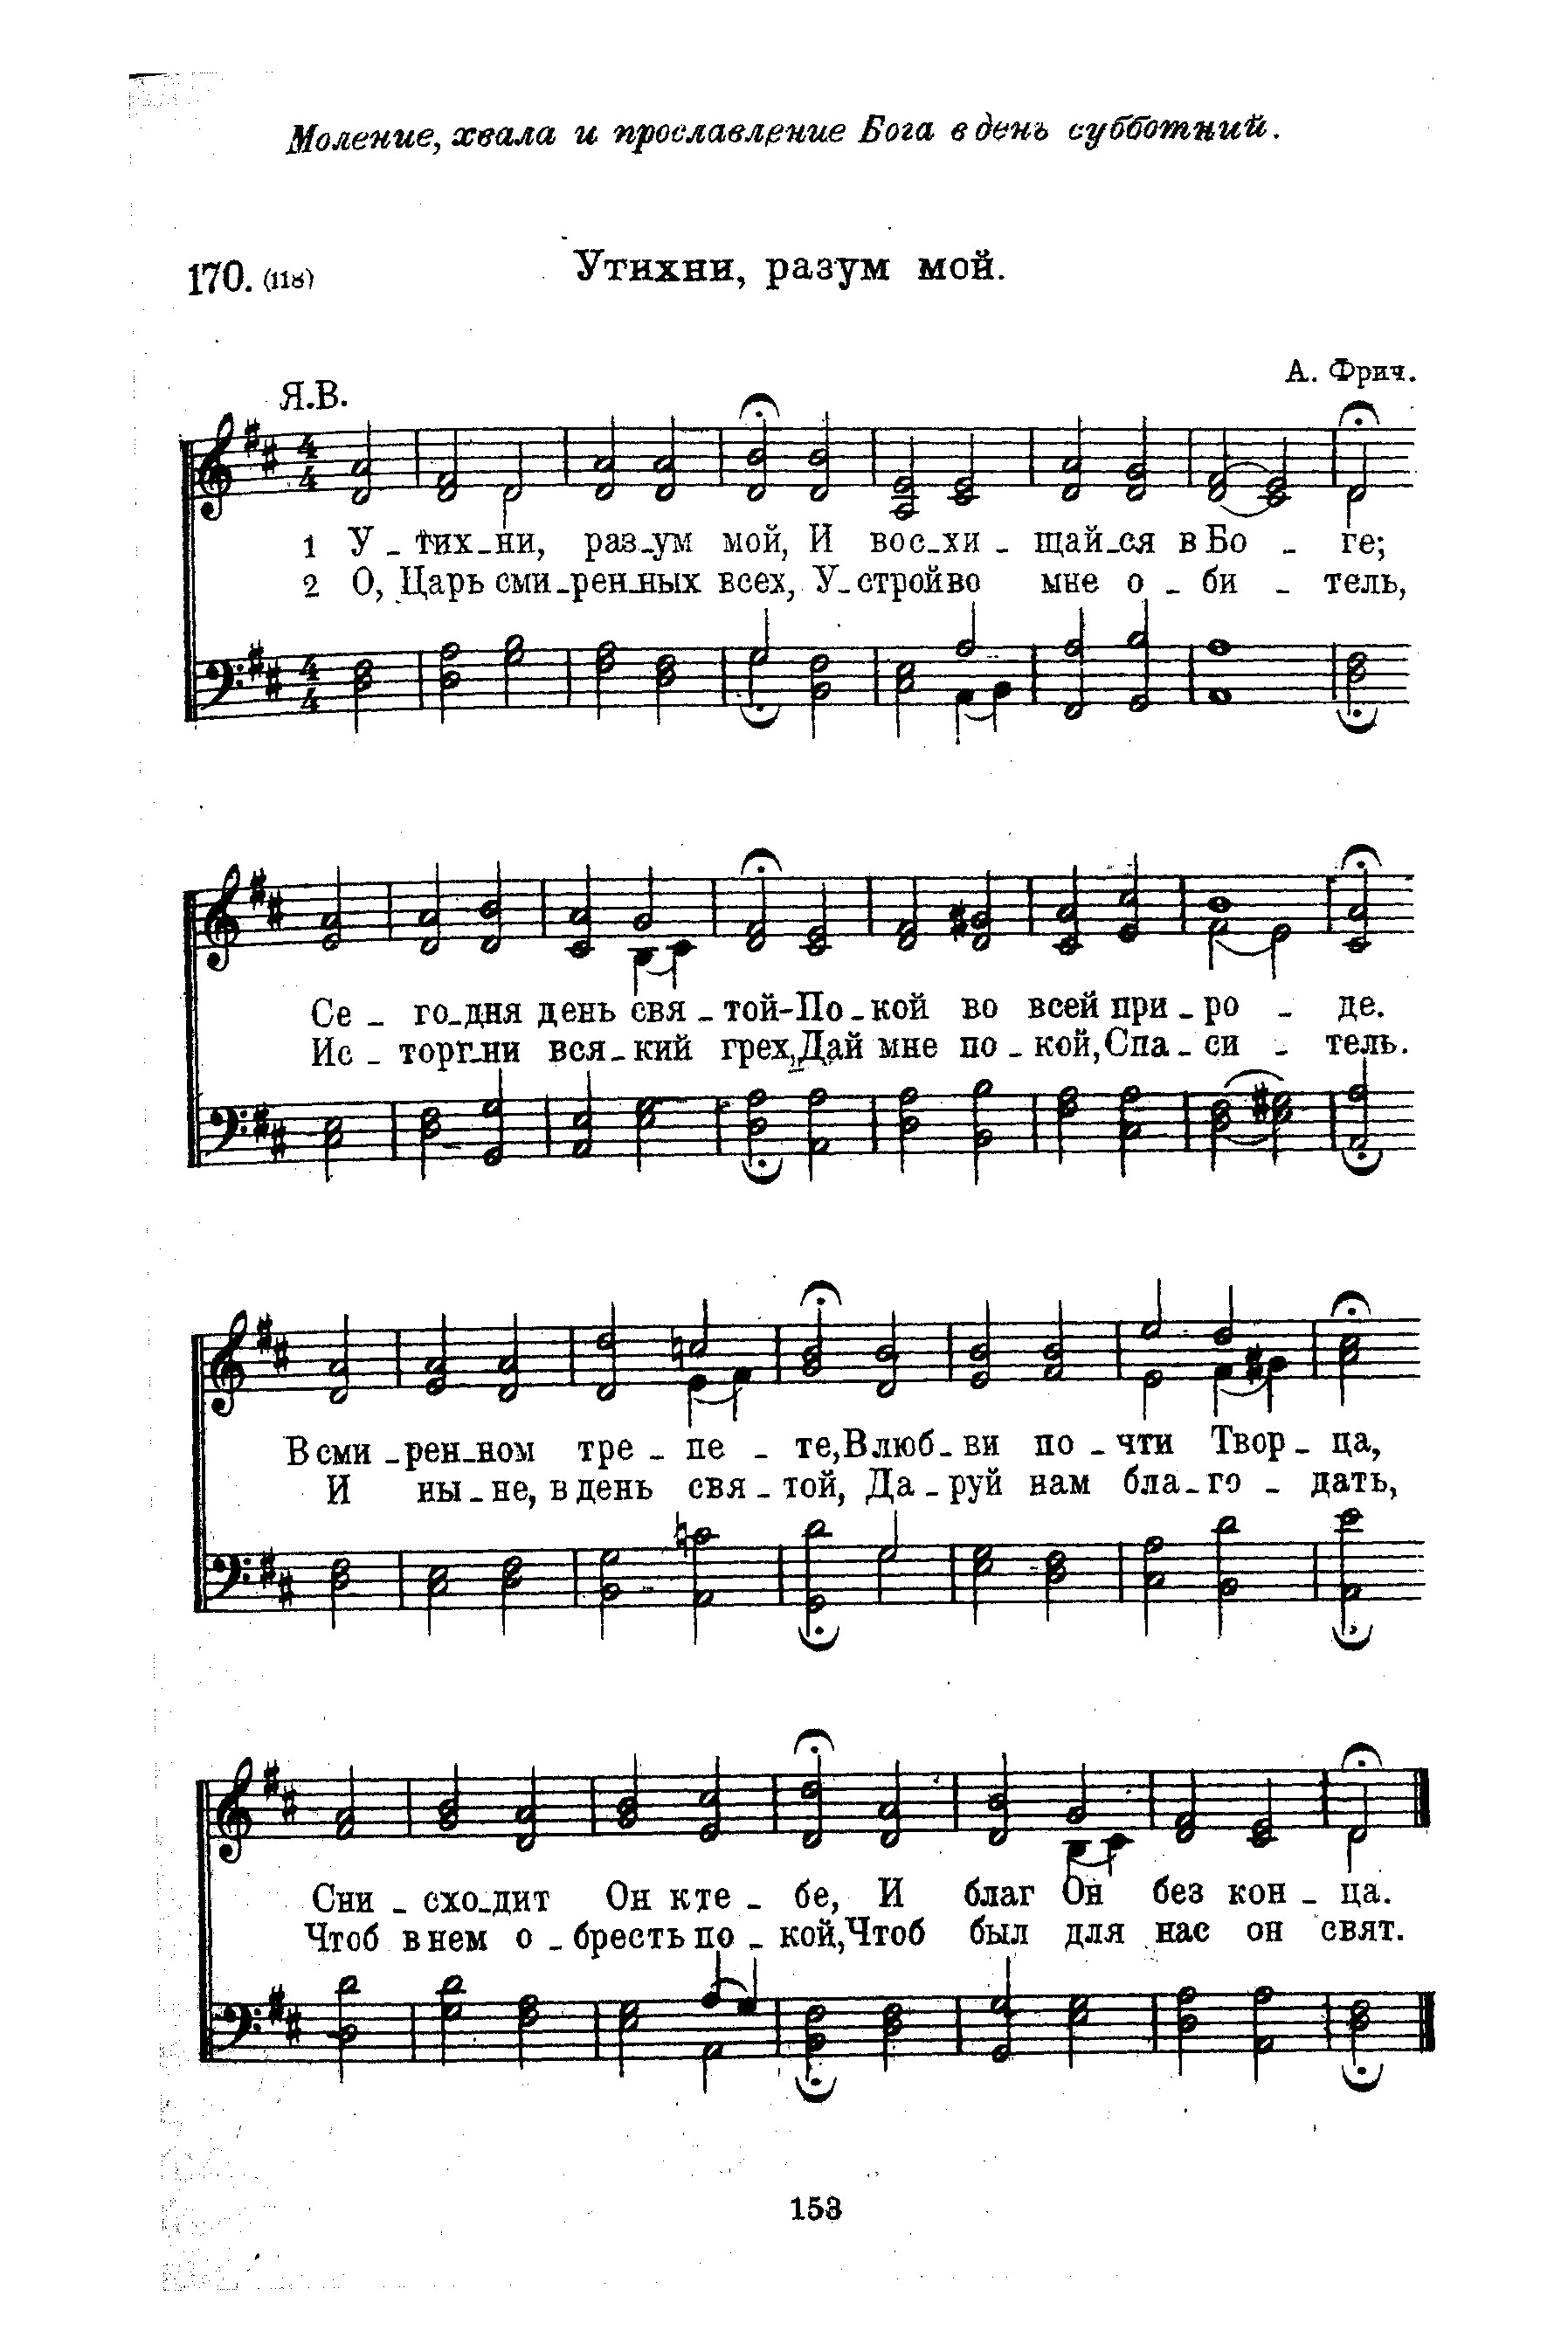 Моление, хвала и прославление Бога в день субботний.
170. (118) Утихни, разум мой.
Я.В. А. Фрич.
1 У - тих-ни, раз-ум мой, И вос-хи - щай-ся в Бо - ге;
2 О, Царь сми-рен-ных всех, У-строй во мне о - би - тель,
Се - го-дня день свя - той-По-кой во всей при - ро - де.
Ис - торг-ни вся-кий грех, Дай мне по - кой, Спа - си - тель.
В сми - рен-ном тре - пе - те, В люб-ви по - чти Твор - ца,
И ны-не, в день свя - той, Да-руй нам бла-го - дать,
Сни - схо-дит Он к те - бе, И благ Он без кон - ца.
Чтоб в нем о - бресть по - кой, Чтоб был для нас он свят.
153